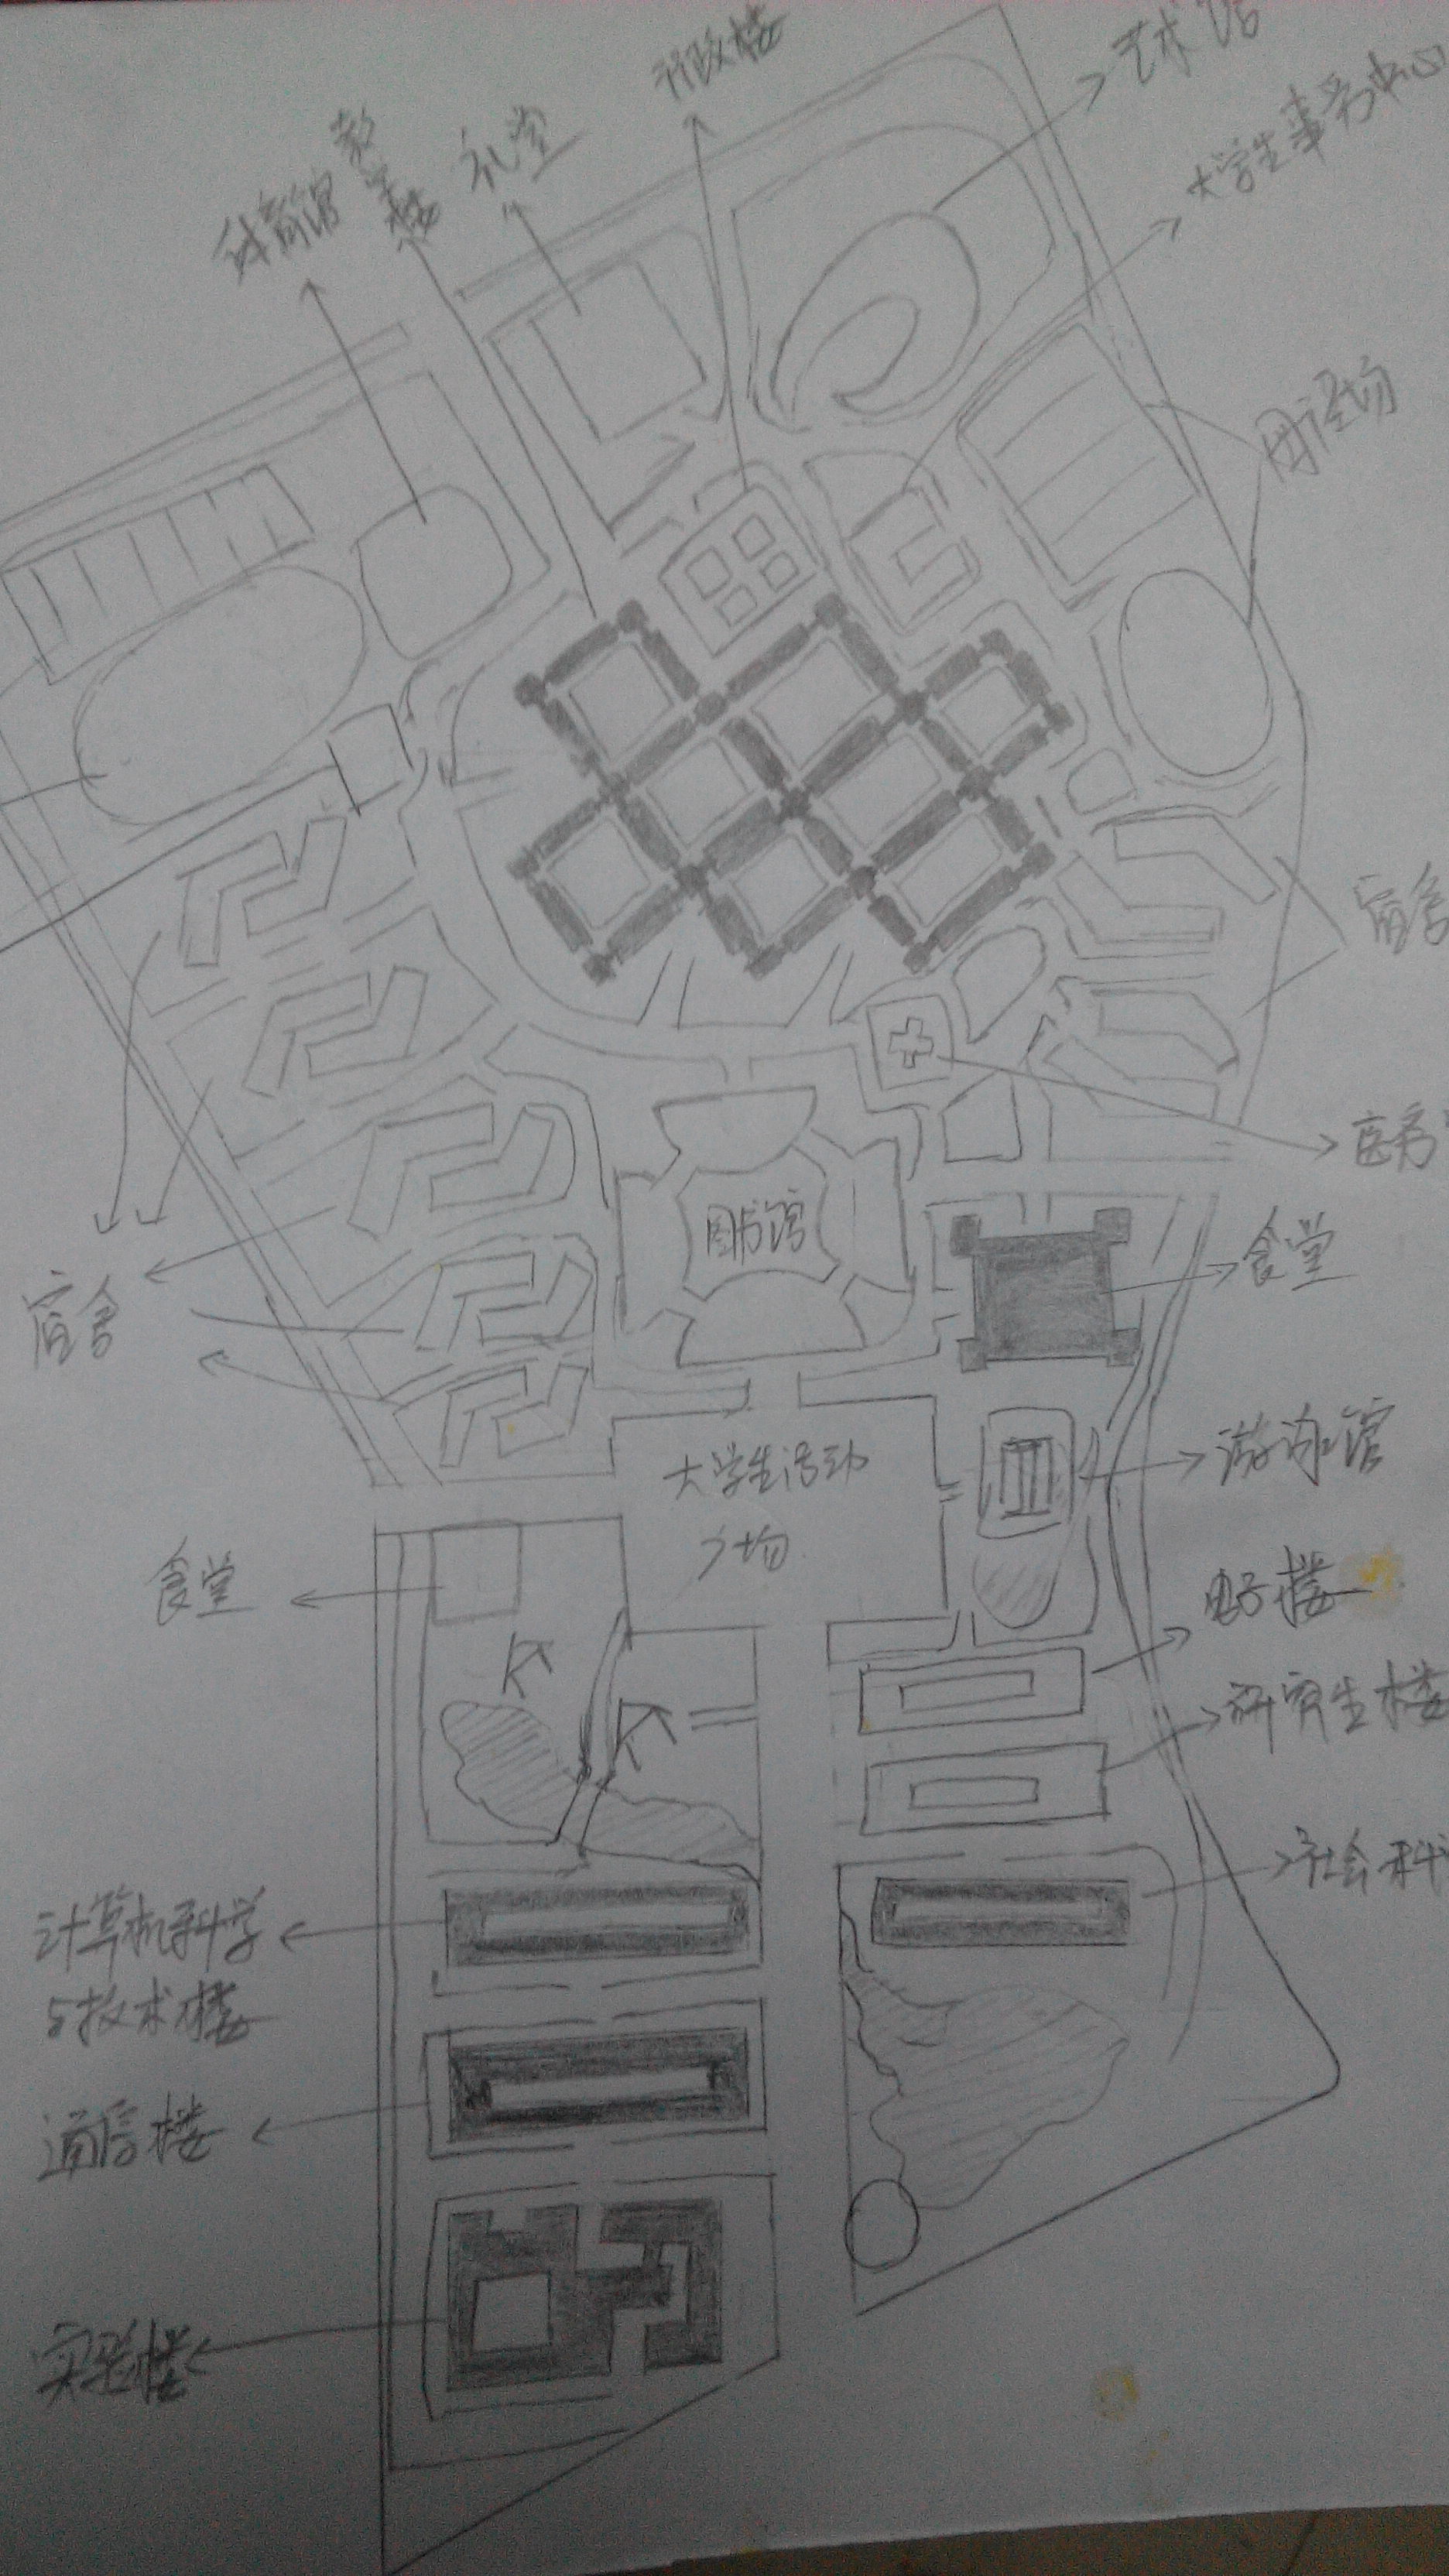 行政楼
艺术馆
大学生事务中心
礼堂
教学楼
体育馆
田径场
宿舍
医务
图书馆
食堂
宿舍
大学生活动
广场
游泳馆
食堂
电子楼
研究生楼
社会科
计算机科学
与技术楼
通信楼
实验楼